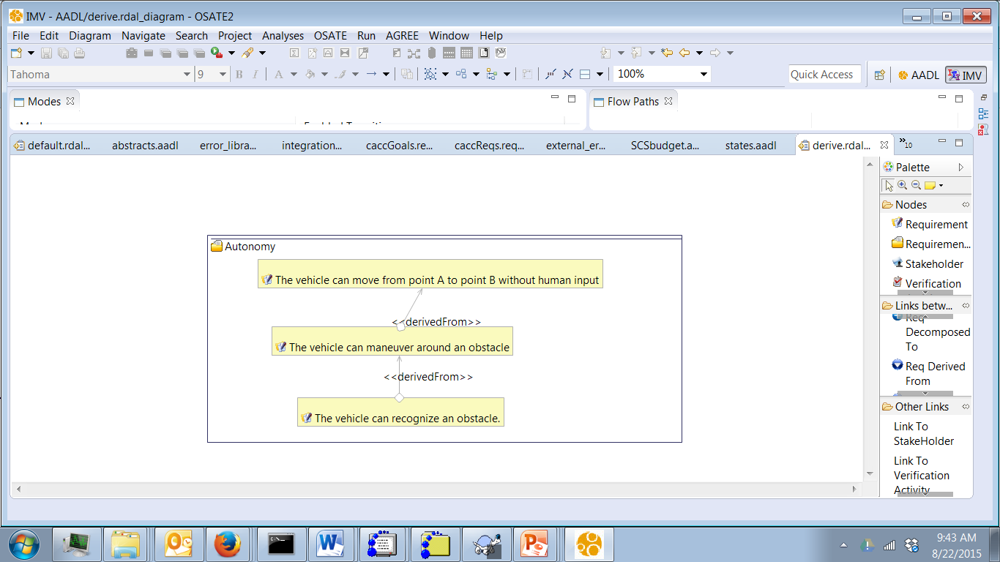 IMV - AADL/derive.rdal_diagram - OSATE2
File Edit Diagram Navigate Search Project Analyses OSATE Run AGREE Window Help
Tahoma 9 B I A 100% Quick Access AADL IMV
Modes Flow Paths
default.rdal... abstracts.aadl error_libra... integration... caccGoals.re... caccReqs.req... external_er... SCSbudget.a... states.aadl derive.rdal... »10
Palette
Nodes
Requirement
Requiremen...
Stakeholder
Verification
Links betw...
Req
Decomposed
To
Req Derived
From
Other Links
Link To
StakeHolder
Link To
Verification
Activity
Autonomy
The vehicle can move from point A to point B without human input
<<derivedFrom>>
The vehicle can maneuver around an obstacle
<<derivedFrom>>
The vehicle can recognize an obstacle.
9:43 AM
8/22/2015